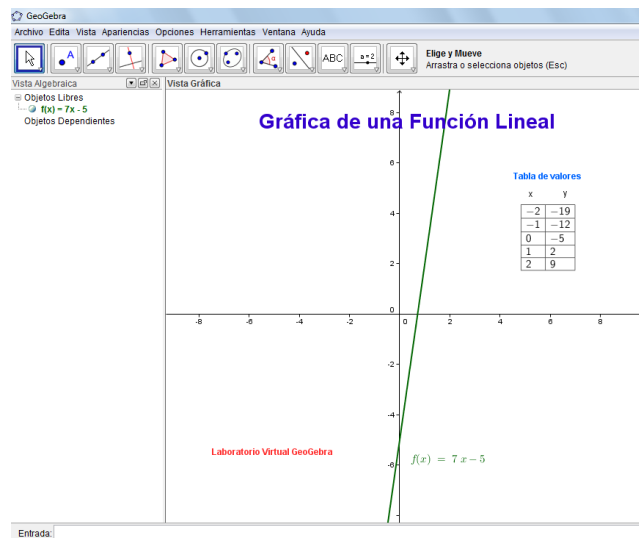 GeoGebra
Archivo Edita Vista Apariencias Opciones Herramientas Ventana Ayuda
A
α
ABC
a = 2
Elige y Mueve
Arrastra o selecciona objetos (Esc)
Vista Algebraica
Vista Gráfica
Objetos Libres
f(x) = 7x - 5
Objetos Dependientes
Gráfica de una Función Lineal
Tabla de valores
x y
−2 −19
−1 −12
0 −5
1 2
2 9
8
6
4
2
0
-8 -6 -4 -2 0 2 4 6 8
-2
-4
-6
Laboratorio Virtual GeoGebra
f(x) = 7 x − 5
Entrada: